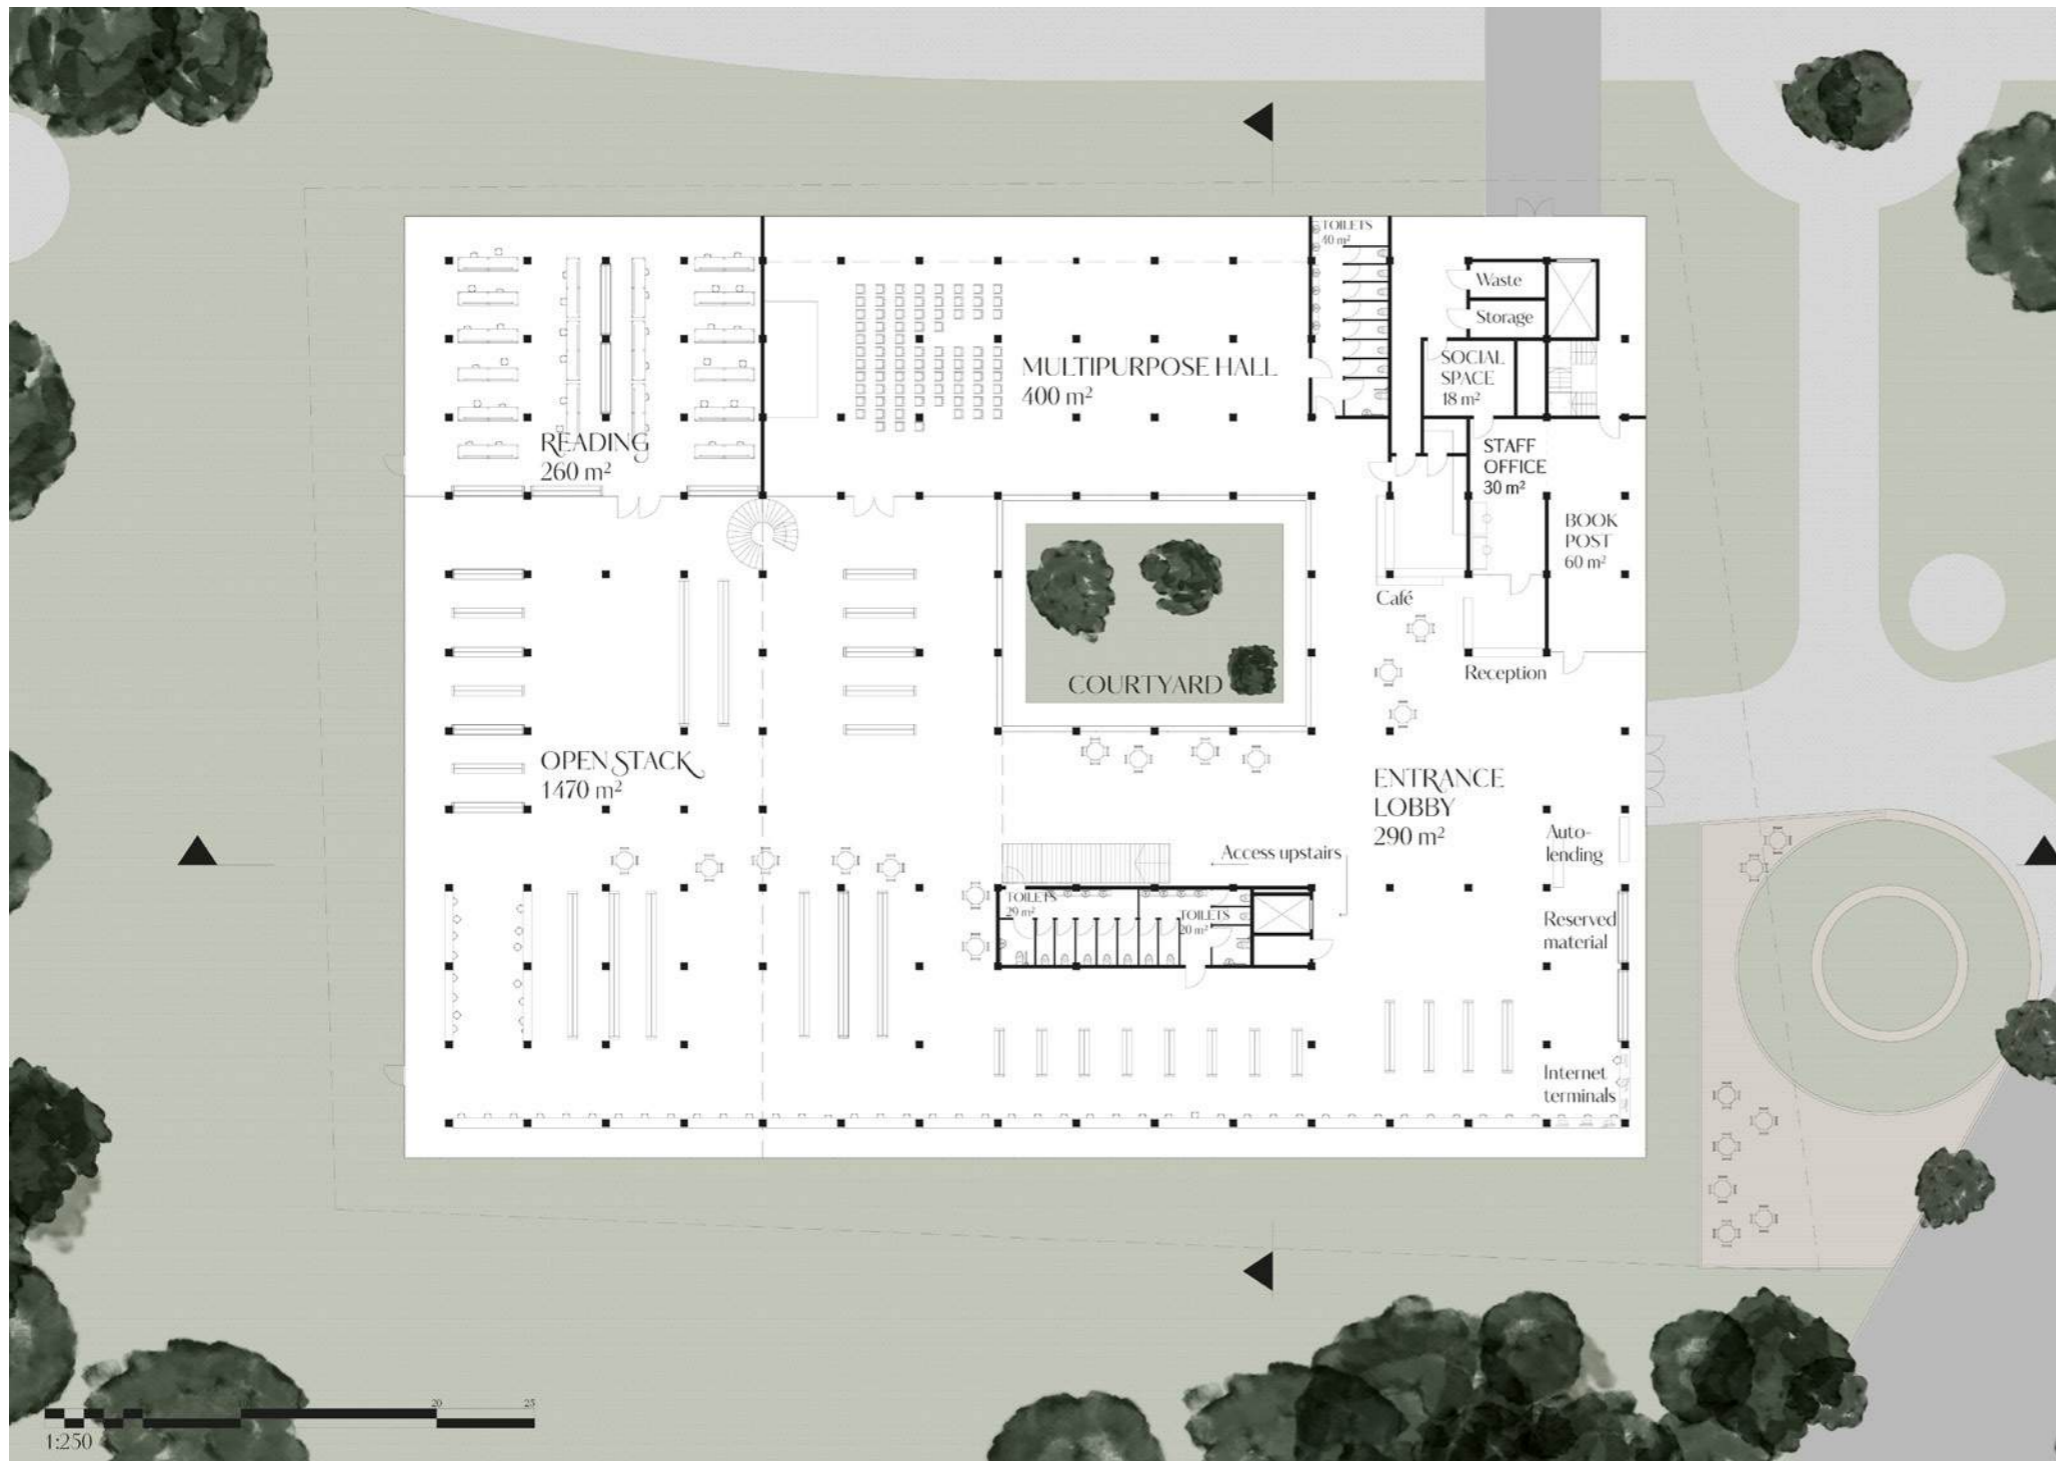 TOILETS
40 m²
Waste
Storage
SOCIAL
SPACE
18 m²
MULTIPURPOSE HALL
400 m²
READING
260 m²
STAFF
OFFICE
30 m²
BOOK
POST
60 m²
Café
Reception
COURTYARD
OPEN STACK
1470 m²
ENTRANCE
LOBBY
290 m²
Auto-
lending
Access upstairs
TOILETS
29 m²
TOILETS
20 m²
Reserved
material
Internet
terminals
20
25
1:250